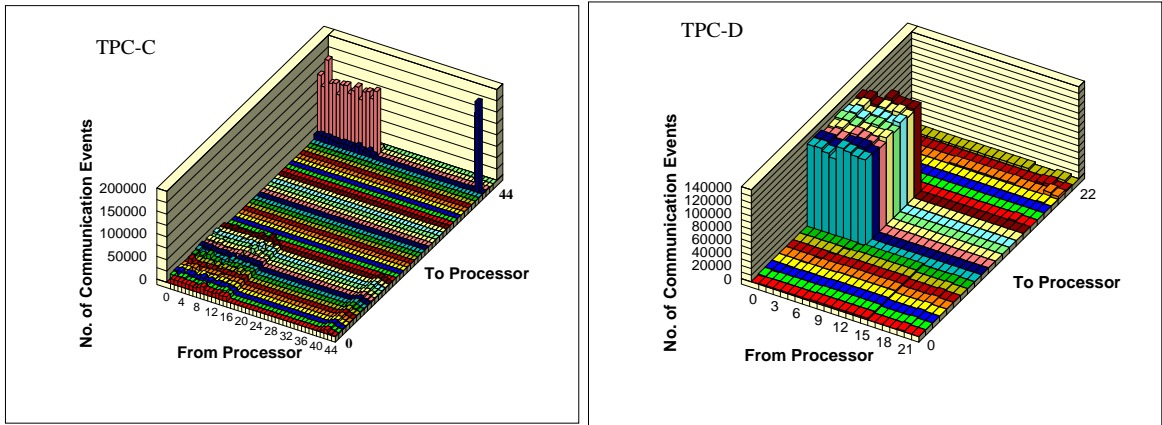 TPC-C
No. of Communication Events
200000
150000
100000
50000
0
0 4 8 12 16 20 24 28 32 36 40 44
From Processor
0
44
To Processor
TPC-D
No. of Communication Events
140000
120000
100000
80000
60000
40000
20000
0
0 3 6 9 12 15 18 21
From Processor
0
22
To Processor